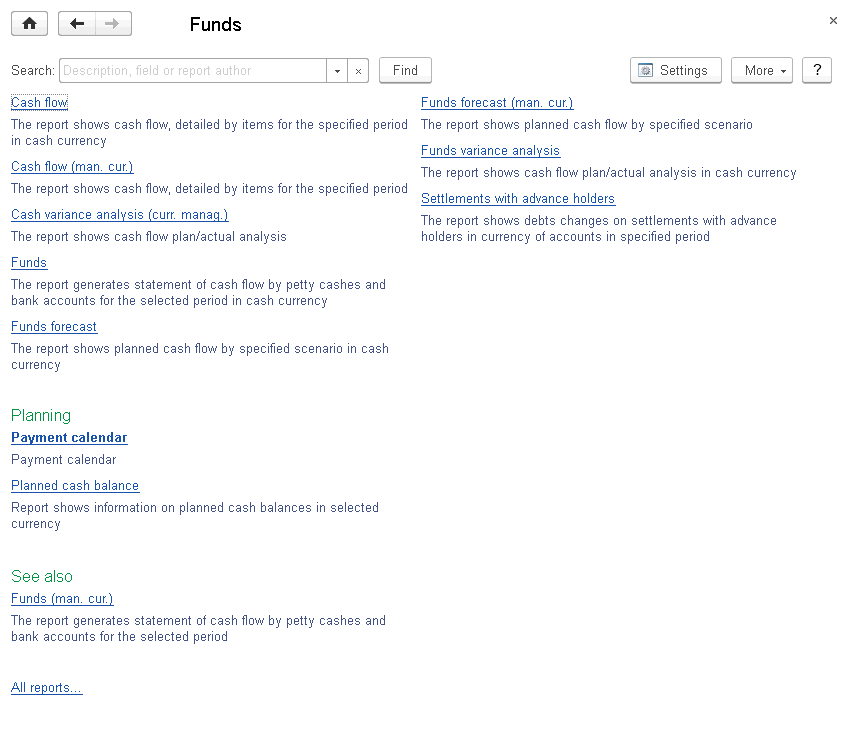 Funds
Search:
Description, field or report author
Find
Settings
More
?
Cash flow
The report shows cash flow, detailed by items for the specified period
in cash currency
Cash flow (man. cur.)
The report shows cash flow, detailed by items for the specified period
Cash variance analysis (curr. manag.)
The report shows cash flow plan/actual analysis
Funds
The report generates statement of cash flow by petty cashes and
bank accounts for the selected period in cash currency
Funds forecast
The report shows planned cash flow by specified scenario in cash
currency
Funds forecast (man. cur.)
The report shows planned cash flow by specified scenario
Funds variance analysis
The report shows cash flow plan/actual analysis in cash currency
Settlements with advance holders
The report shows debts changes on settlements with advance
holders in currency of accounts in specified period
Planning
Payment calendar
Payment calendar
Planned cash balance
Report shows information on planned cash balances in selected
currency
See also
Funds (man. cur.)
The report generates statement of cash flow by petty cashes and
bank accounts for the selected period
All reports...